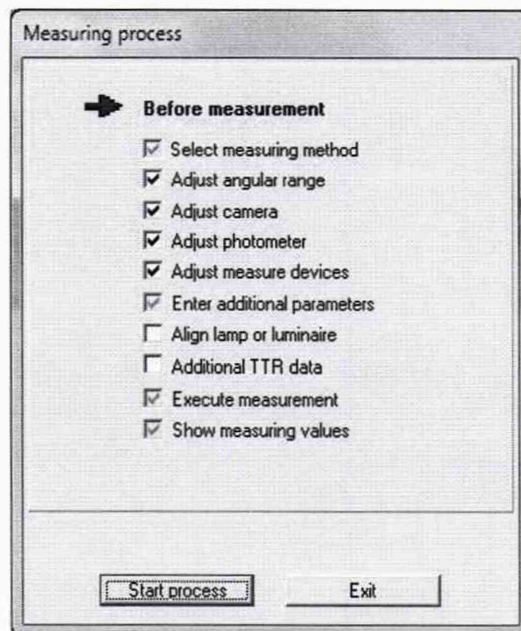 Measuring process
Before measurement
Select measuring method
Adjust angular range
Adjust camera
Adjust photometer
Adjust measure devices
Enter additional parameters
Align lamp or luminaire
Additional TTR data
Execute measurement
Show measuring values
Start process
Exit